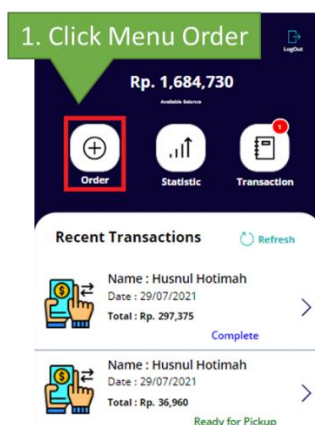 1. Click Menu Order
LogOut
Rp. 1,684,730
Available Balance
1
Order
Statistic
Transaction
Recent Transactions
Refresh
Name : Husnul Hotimah
Date : 29/07/2021
Total : Rp. 297,375
Complete
Name : Husnul Hotimah
Date : 29/07/2021
Total : Rp. 36,960
Ready for Pickup